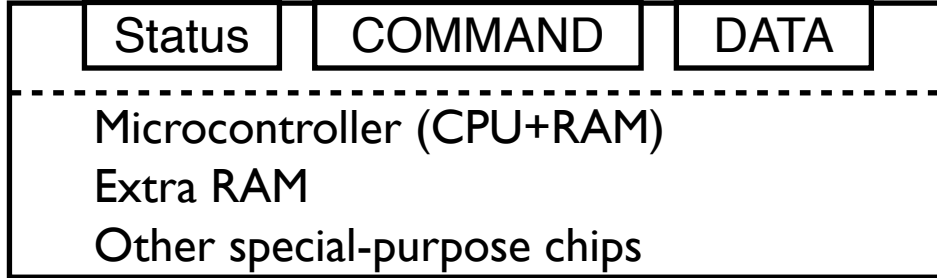 Status COMMAND DATA
Microcontroller (CPU+RAM)
Extra RAM
Other special-purpose chips